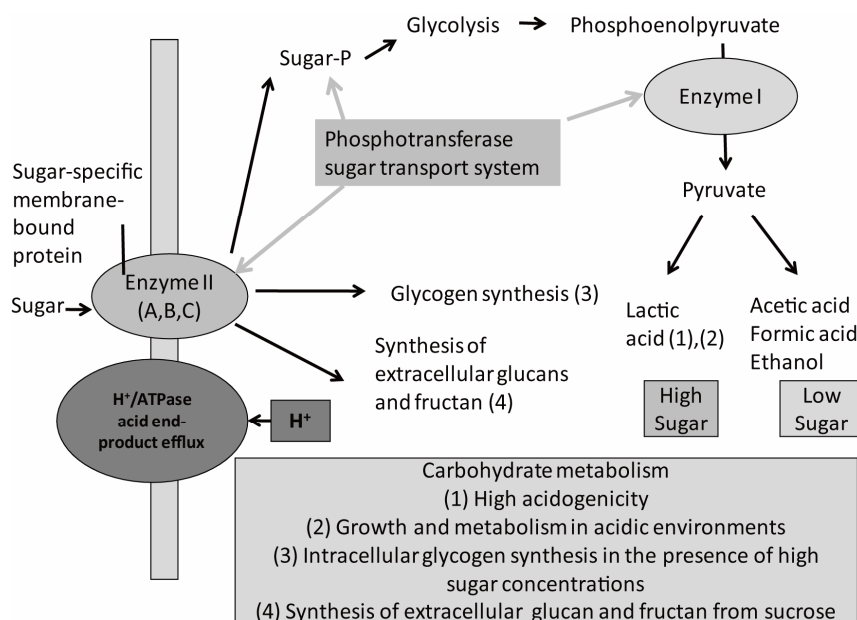 Glycolysis
Phosphoenolpyruvate
Sugar-P
Enzyme I
Phosphotransferase
sugar transport system
Sugar-specific
membrane-
bound
protein
Pyruvate
Enzyme II
(A,B,C)
Sugar
Glycogen synthesis (3)
Lactic
acid (1),(2)
Acetic acid
Formic acid
Ethanol
Synthesis of
extracellular glucans
and fructan (4)
High
Sugar
Low
Sugar
H⁺/ATPase
acid end-
product efflux
H⁺
Carbohydrate metabolism
(1) High acidogenicity
(2) Growth and metabolism in acidic environments
(3) Intracellular glycogen synthesis in the presence of high
sugar concentrations
(4) Synthesis of extracellular glucan and fructan from sucrose